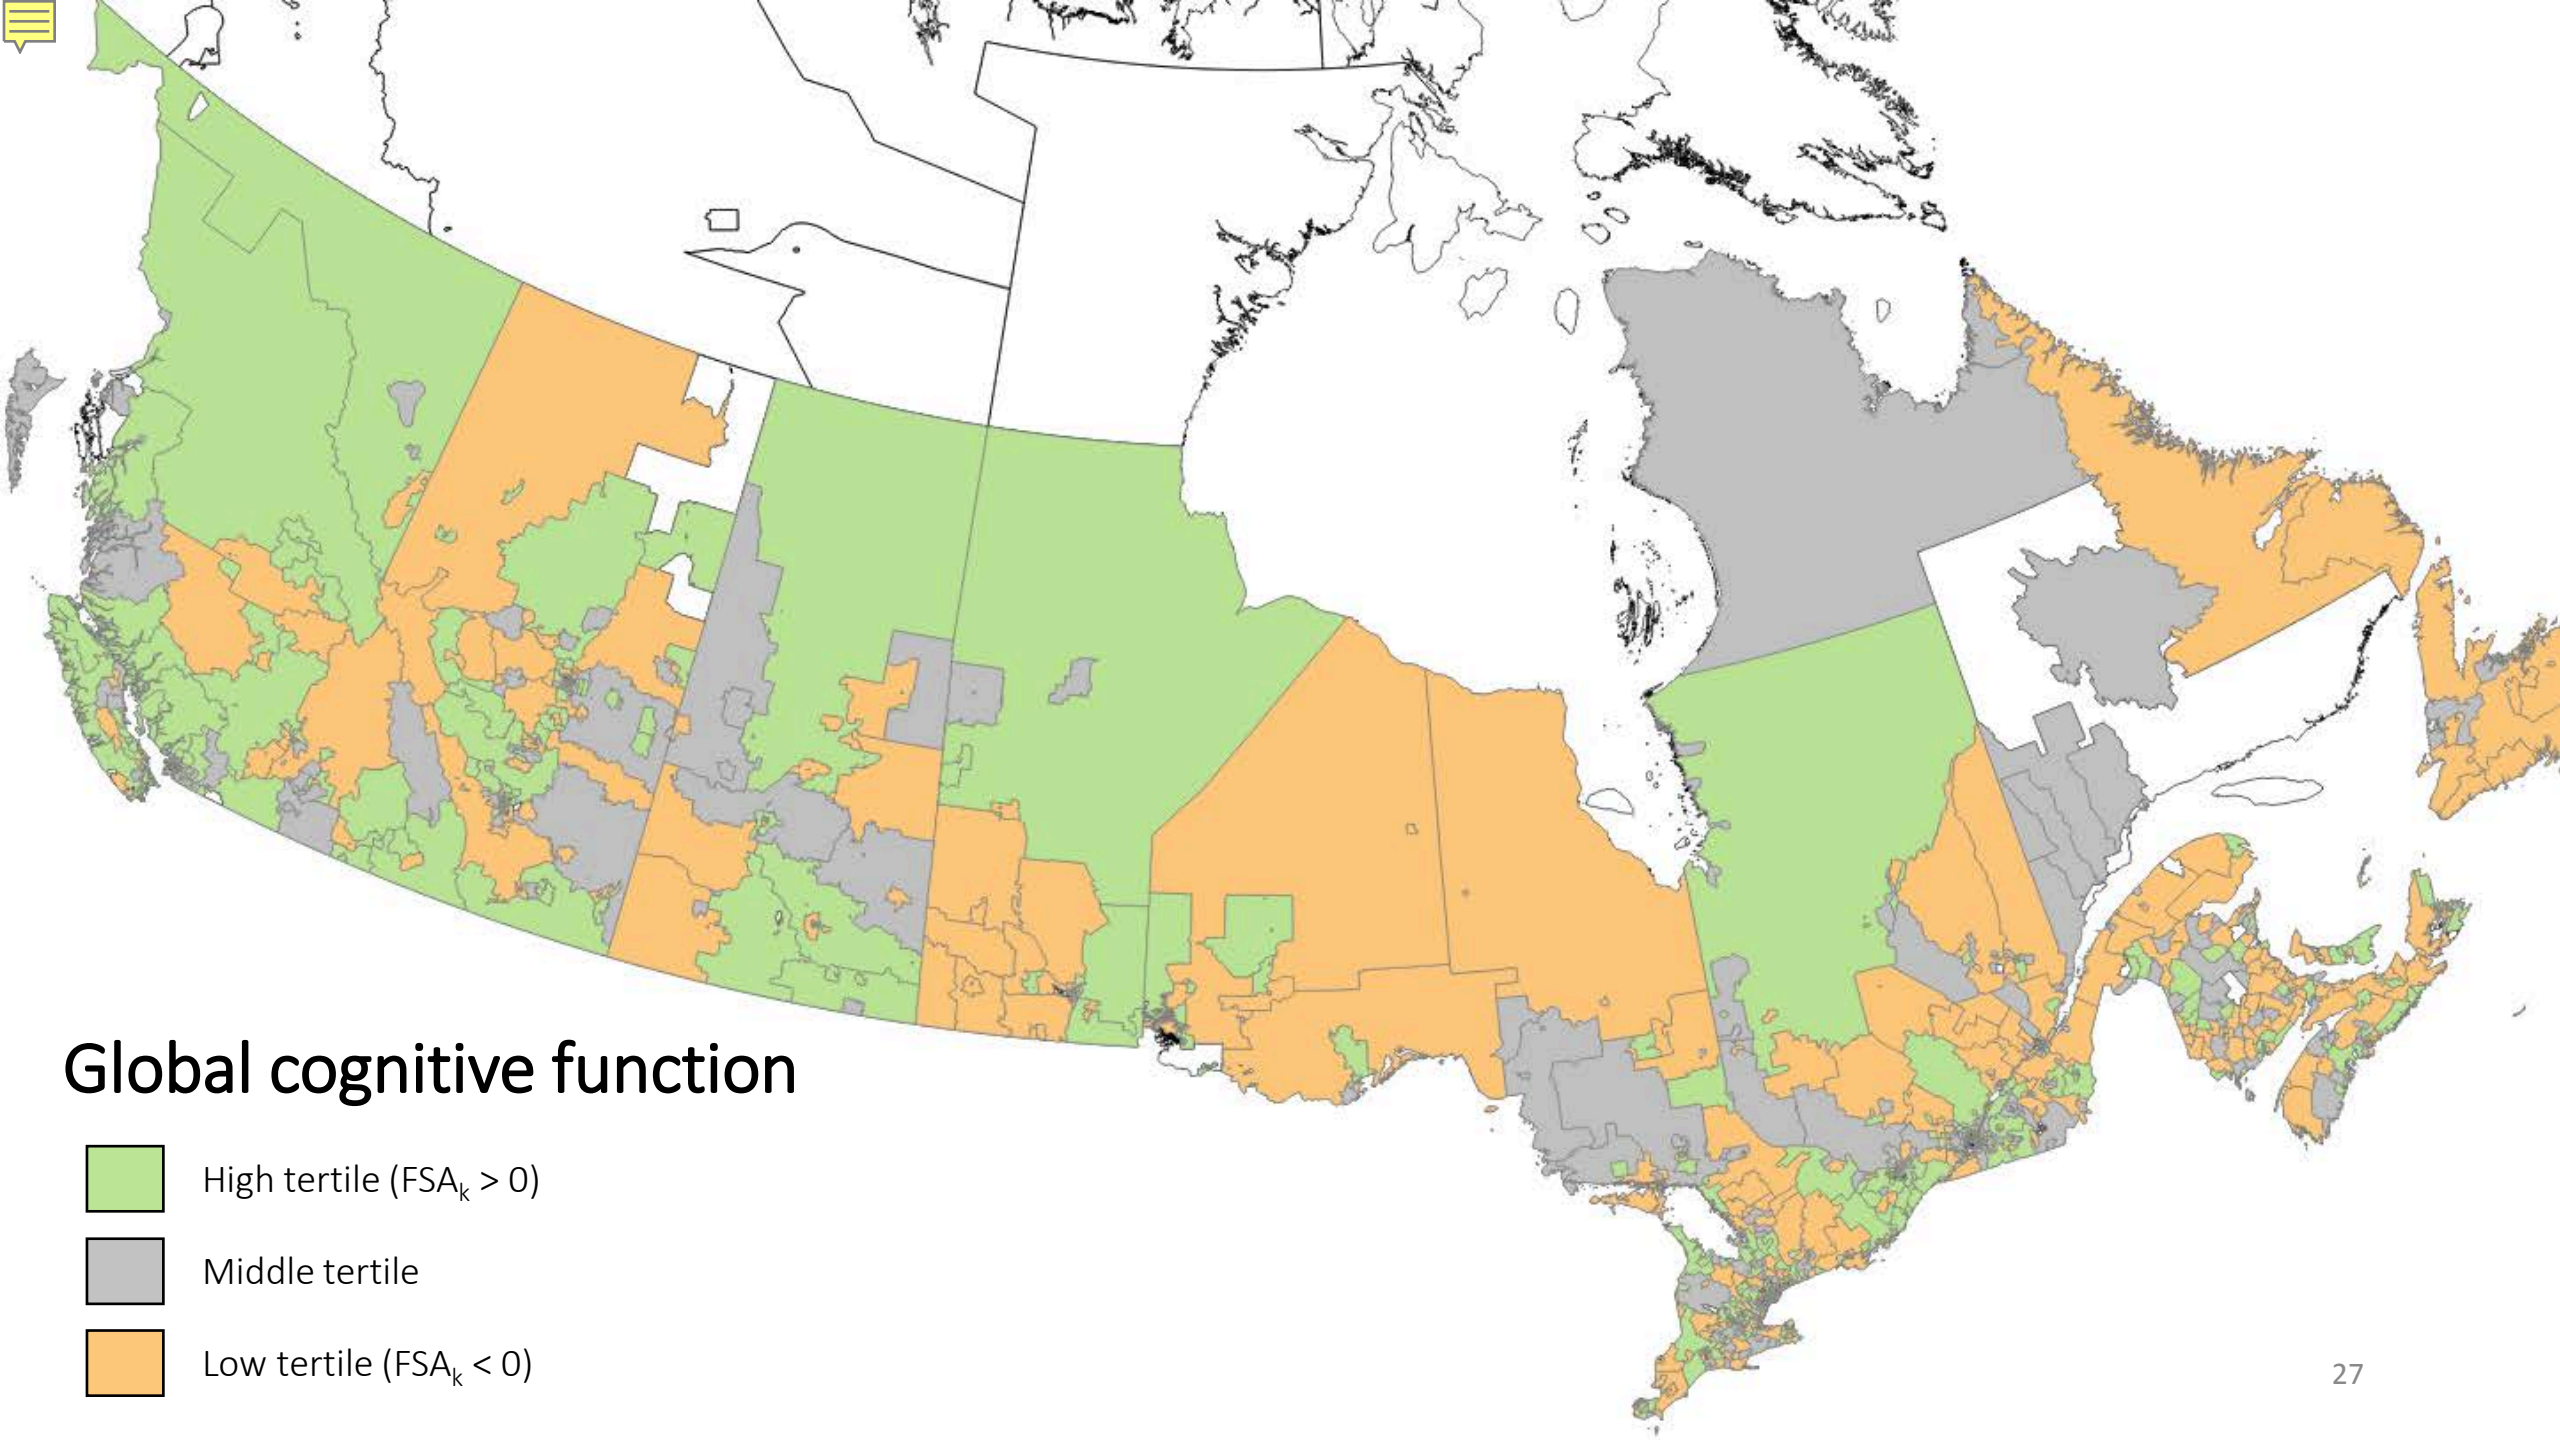 Global cognitive function
High tertile (FSAₖ > 0)
Middle tertile
Low tertile (FSAₖ < 0)
27